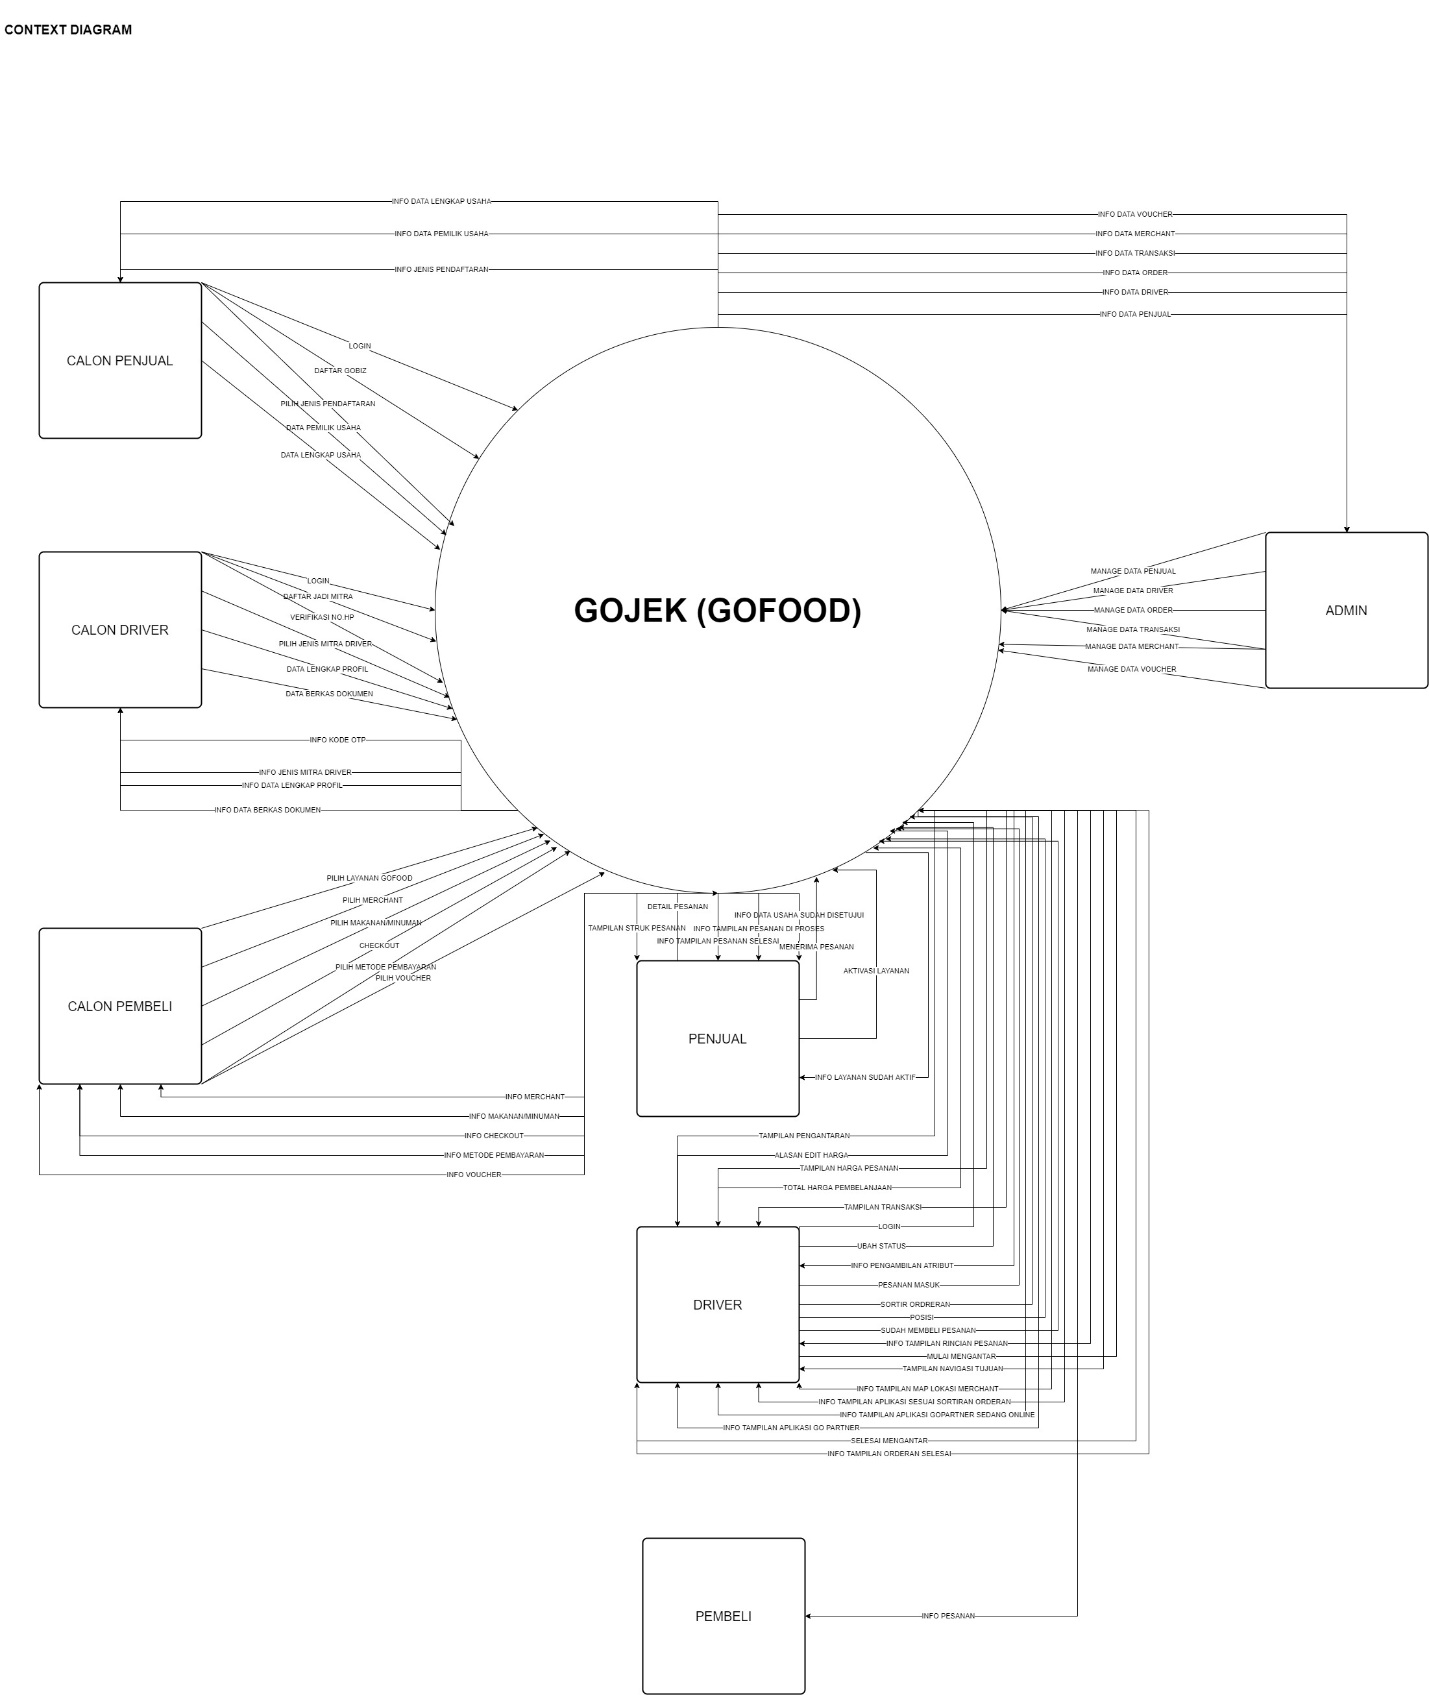 CONTEXT DIAGRAM
INFO DATA LENGKAP USAHA
INFO DATA VOUCHER
INFO DATA PEMILIK USAHA
INFO DATA MERCHANT
INFO DATA TRANSAKSI
INFO JENIS PENDAFTARAN
INFO DATA ORDER
INFO DATA DRIVER
INFO DATA PENJUAL
CALON PENJUAL
LOGIN
DAFTAR GOBIZ
PILIH JENIS PENDAFTARAN
DATA PEMILIK USAHA
DATA LENGKAP USAHA
CALON DRIVER
LOGIN
DAFTAR JADI MITRA
VERIFIKASI NO.HP
PILIH JENIS MITRA DRIVER
DATA LENGKAP PROFIL
DATA BERKAS DOKUMEN
GOJEK (GOFOOD)
MANAGE DATA PENJUAL
MANAGE DATA DRIVER
MANAGE DATA ORDER
MANAGE DATA TRANSAKSI
MANAGE DATA MERCHANT
MANAGE DATA VOUCHER
ADMIN
INFO KODE OTP
INFO JENIS MITRA DRIVER
INFO DATA LENGKAP PROFIL
INFO DATA BERKAS DOKUMEN
PILIH LAYANAN GOFOOD
PILIH MERCHANT
PILIH MAKANAN/MINUMAN
CHECKOUT
PILIH METODE PEMBAYARAN
PILIH VOUCHER
CALON PEMBELI
DETAIL PESANAN
INFO DATA USAHA SUDAH DISETUJUI
TAMPILAN STRUK PESANAN
INFO TAMPILAN PESANAN DI PROSES
INFO TAMPILAN PESANAN SELESAI
MENERIMA PESANAN
AKTIVASI LAYANAN
PENJUAL
INFO LAYANAN SUDAH AKTIF
INFO MERCHANT
INFO MAKANAN/MINUMAN
INFO CHECKOUT
INFO METODE PEMBAYARAN
INFO VOUCHER
TAMPILAN PENGANTARAN
ALASAN EDIT HARGA
TAMPILAN HARGA PESANAN
TOTAL HARGA PEMBELANJAAN
TAMPILAN TRANSAKSI
LOGIN
UBAH STATUS
INFO PENGAMBILAN ATRIBUT
PESANAN MASUK
DRIVER
SORTIR ORDRERAN
POSISI
SUDAH MEMBELI PESANAN
INFO TAMPILAN RINCIAN PESANAN
MULAI MENGANTAR
TAMPILAN NAVIGASI TUJUAN
INFO TAMPILAN MAP LOKASI MERCHANT
INFO TAMPILAN APLIKASI SESUAI SORTIRAN ORDERAN
INFO TAMPILAN APLIKASI GOPARTNER SEDANG ONLINE
INFO TAMPILAN APLIKASI GO PARTNER
SELESAI MENGANTAR
INFO TAMPILAN ORDERAN SELESAI
PEMBELI
INFO PESANAN